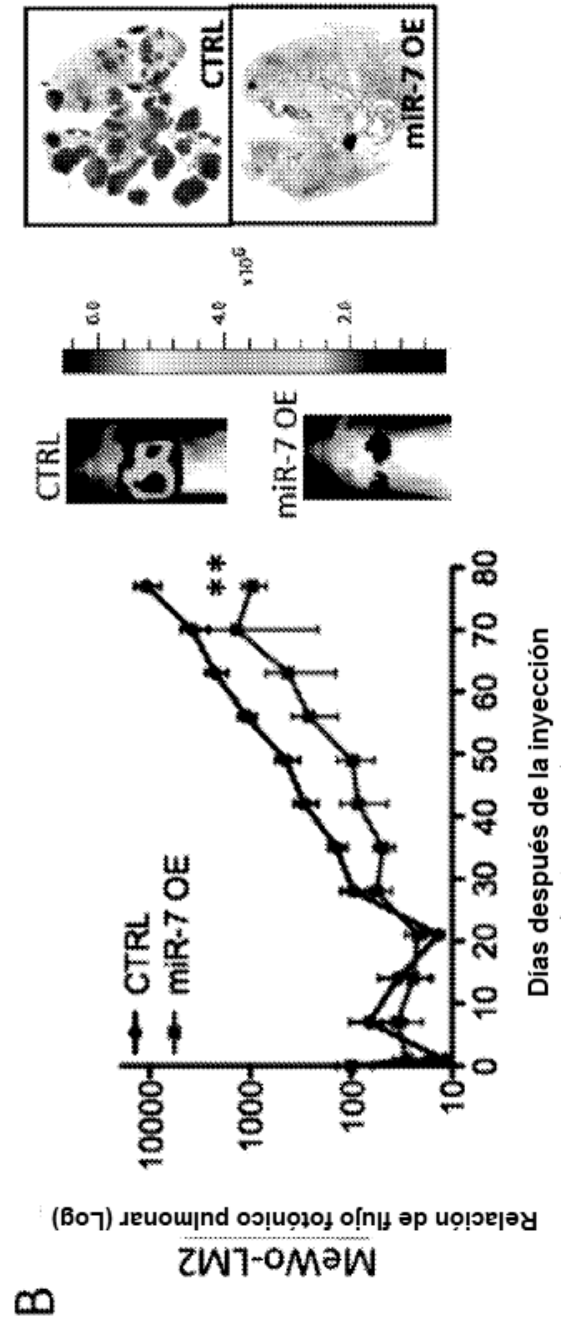 B
MeWo-LM2
Relación de flujo fotónico pulmonar (Log)
10000
1000
100
10
CTRL
miR-7 OE
**
0 10 20 30 40 50 60 70 80
Días después de la inyección
CTRL
miR-7 OE
6.0
4.0
2.0
x10⁶
CTRL
miR-7 OE